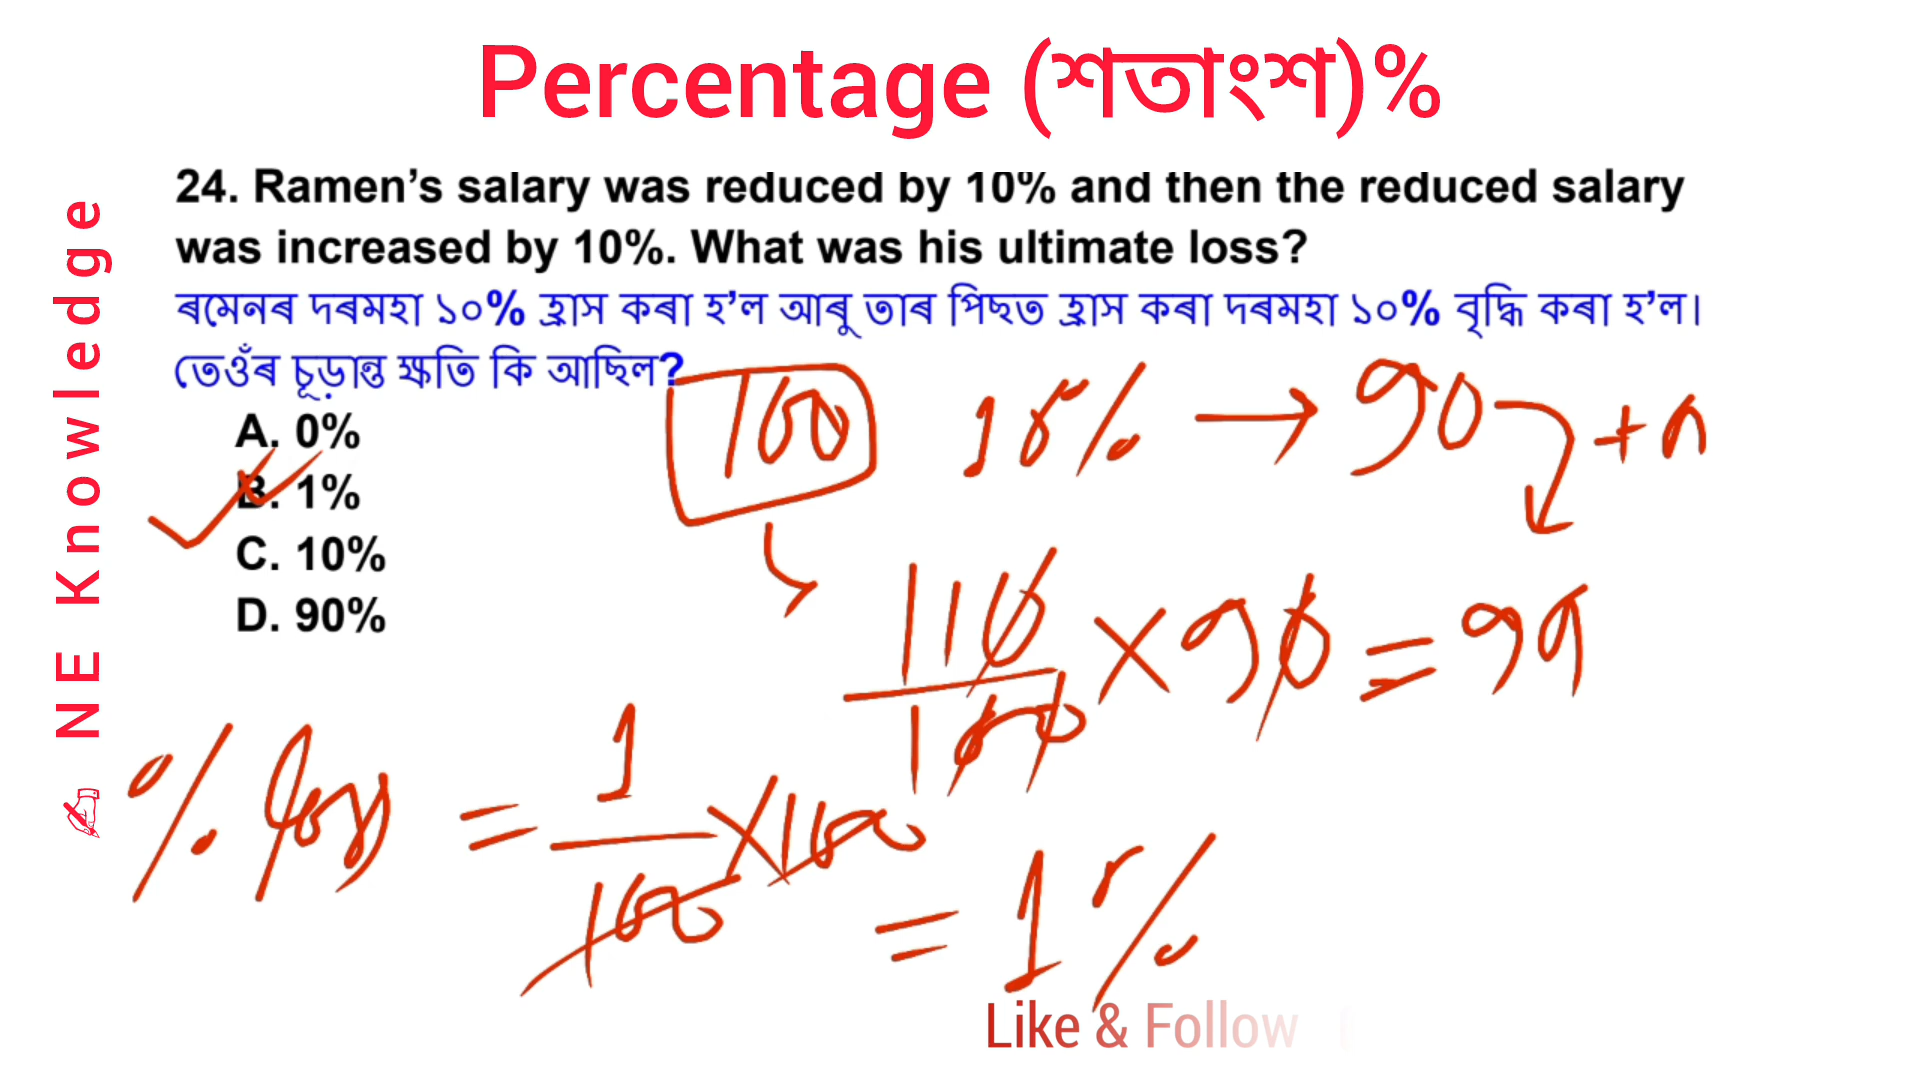 Percentage (শতাংশ)%
24. Ramen's salary was reduced by 10% and then the reduced salary
was increased by 10%. What was his ultimate loss?
ৰমেনৰ দৰমহা ১০% হ্ৰাস কৰা হ'ল আৰু তাৰ পিছত হ্ৰাস কৰা দৰমহা ১০% বৃদ্ধি কৰা হ'ল।
তেওঁৰ চূড়ান্ত ক্ষতি কি আছিল?
A. 0%
B. 1%
C. 10%
D. 90%
100 10% → 90
110/100 × 90 = 99
% loss = 1/100 × 100
= 1%
✍ NE Knowledge
Like & Follow